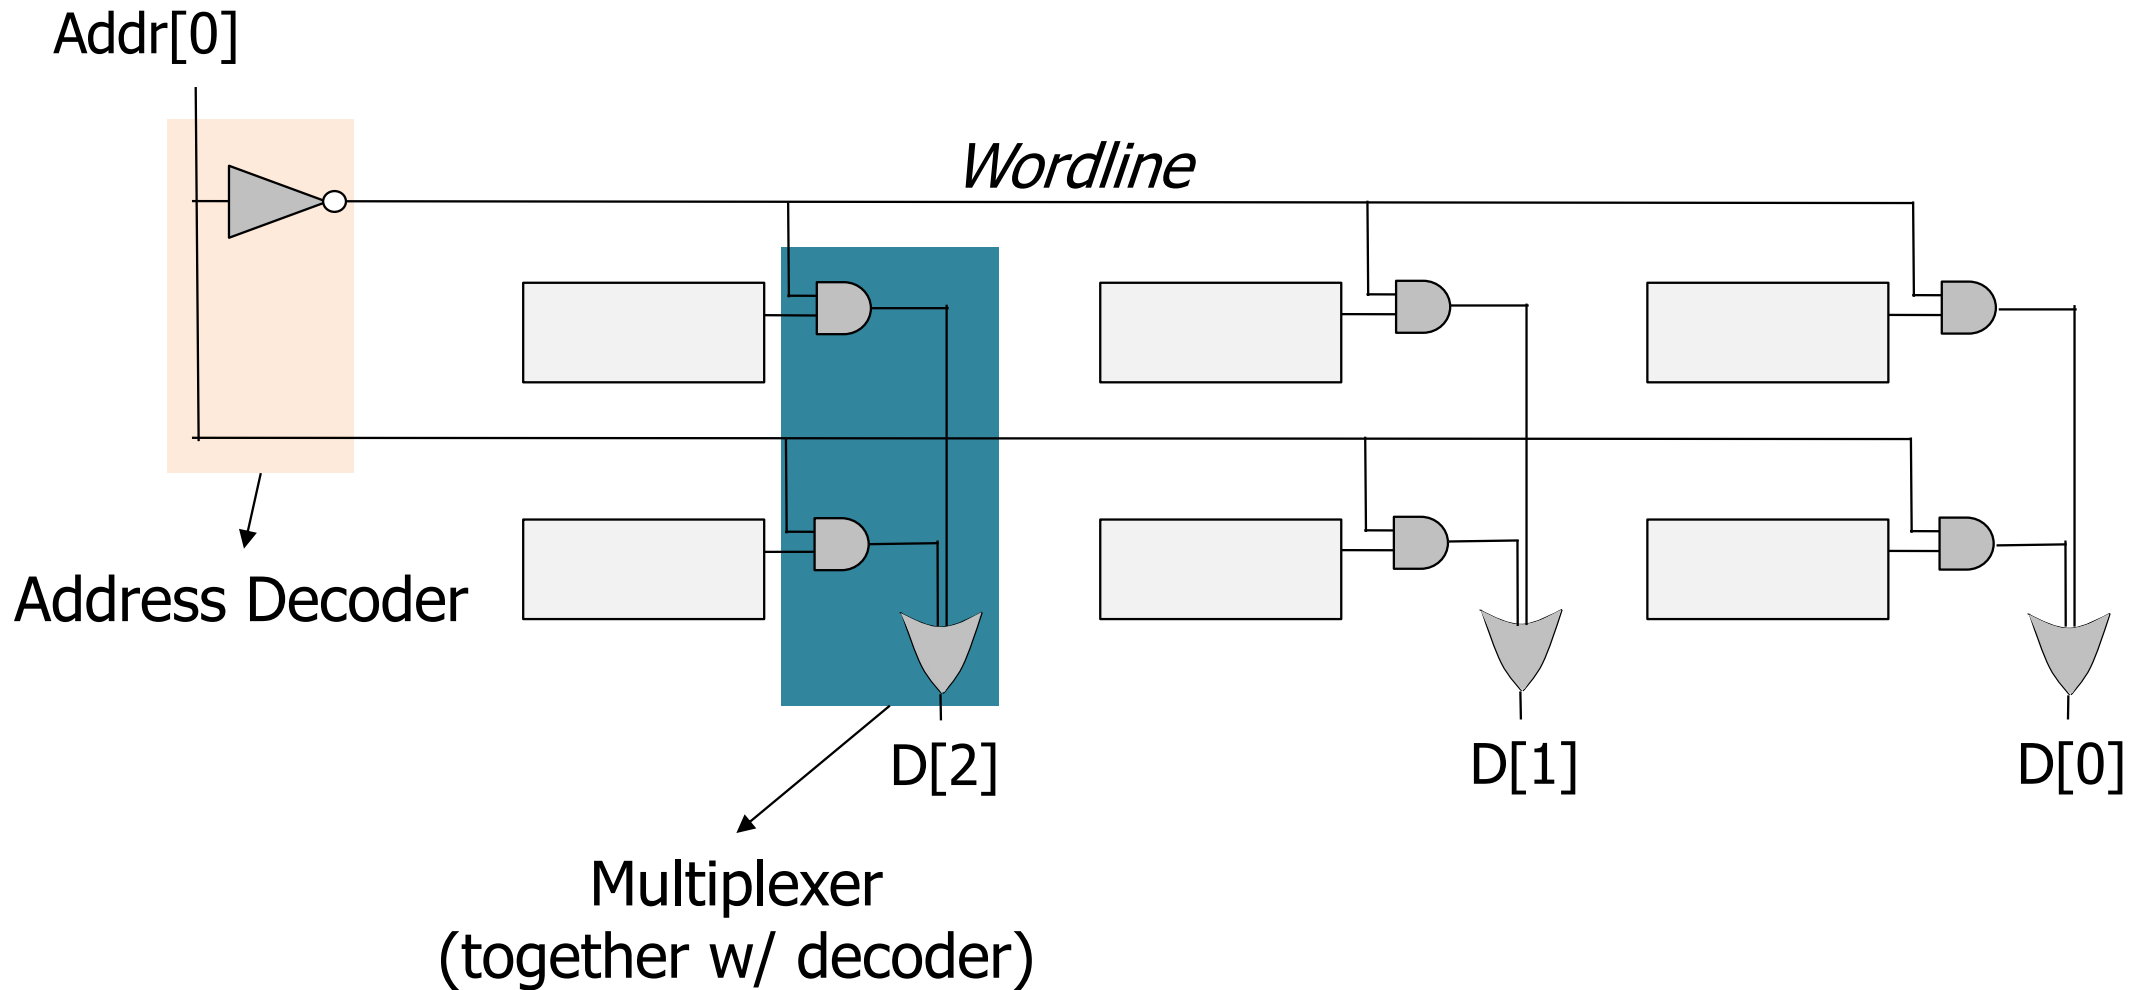 Addr[0]
Wordline
Address Decoder
D[2]
D[1]
D[0]
Multiplexer
(together w/ decoder)